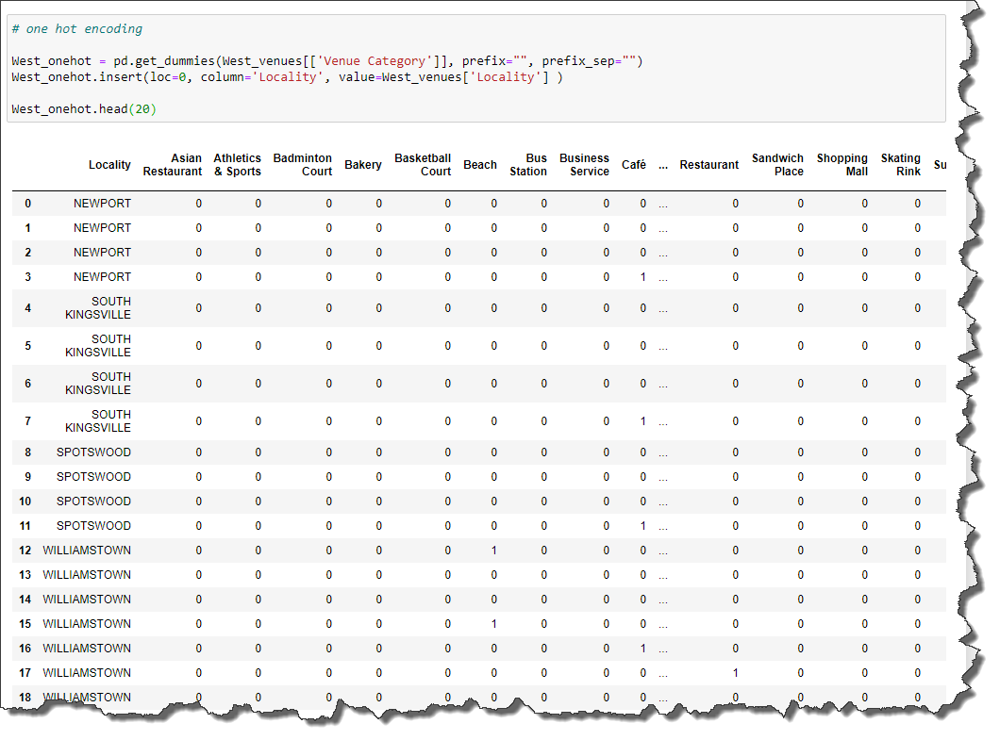 # one hot encoding
West_onehot = pd.get_dummies(West_venues[['Venue Category']], prefix="", prefix_sep="")
West_onehot.insert(loc=0, column='Locality', value=West_venues['Locality'] )
West_onehot.head(20)
Locality Asian Restaurant Athletics & Sports Badminton Court Bakery Basketball Court Beach Bus Station Business Service Café ... Restaurant Sandwich Place Shopping Mall Skating Rink Su
0 NEWPORT 0 0 0 0 0 0 0 0 0 ... 0 0 0 0
1 NEWPORT 0 0 0 0 0 0 0 0 0 ... 0 0 0 0
2 NEWPORT 0 0 0 0 0 0 0 0 0 ... 0 0 0 0
3 NEWPORT 0 0 0 0 0 0 0 0 1 ... 0 0 0 0
4 SOUTH KINGSVILLE 0 0 0 0 0 0 0 0 0 ... 0 0 0 0
5 SOUTH KINGSVILLE 0 0 0 0 0 0 0 0 0 ... 0 0 0 0
6 SOUTH KINGSVILLE 0 0 0 0 0 0 0 0 0 ... 0 0 0 0
7 SOUTH KINGSVILLE 0 0 0 0 0 0 0 0 1 ... 0 0 0 0
8 SPOTSWOOD 0 0 0 0 0 0 0 0 0 ... 0 0 0 0
9 SPOTSWOOD 0 0 0 0 0 0 0 0 0 ... 0 0 0 0
10 SPOTSWOOD 0 0 0 0 0 0 0 0 0 ... 0 0 0 0
11 SPOTSWOOD 0 0 0 0 0 0 0 0 1 ... 0 0 0 0
12 WILLIAMSTOWN 0 0 0 0 0 1 0 0 0 ... 0 0 0 0
13 WILLIAMSTOWN 0 0 0 0 0 0 0 0 0 ... 0 0 0 0
14 WILLIAMSTOWN 0 0 0 0 0 0 0 0 0 ... 0 0 0 0
15 WILLIAMSTOWN 0 0 0 0 0 1 0 0 0 ... 0 0 0 0
16 WILLIAMSTOWN 0 0 0 0 0 0 0 0 1 ... 0 0 0 0
17 WILLIAMSTOWN 0 0 0 0 0 0 0 0 0 ... 1 0 0 0
18 WILLIAMSTOWN 0 0 0 0 0 0 0 0 0 ... 0 0 0 0